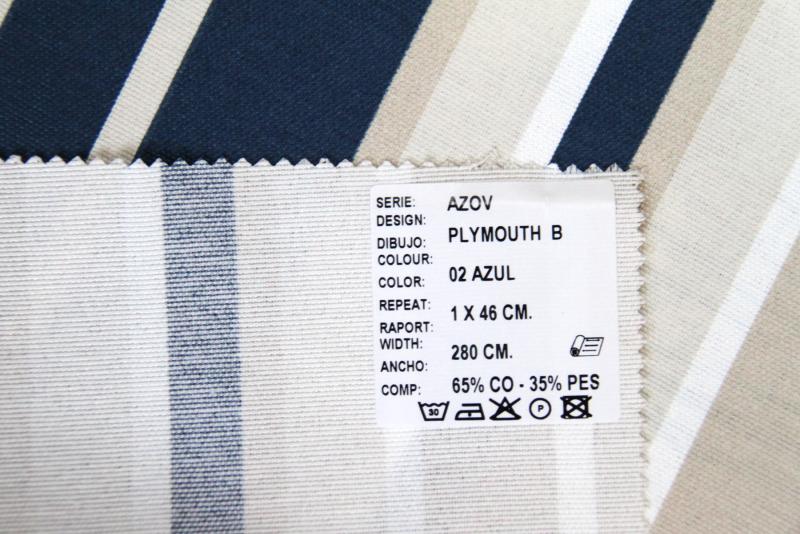 SERIE: AZOV
DESIGN:
DIBUJO: PLYMOUTH B
COLOUR:
COLOR: 02 AZUL
REPEAT: 1 X 46 CM.
RAPORT:
WIDTH: 280 CM.
ANCHO:
COMP: 65% CO - 35% PES
30 P